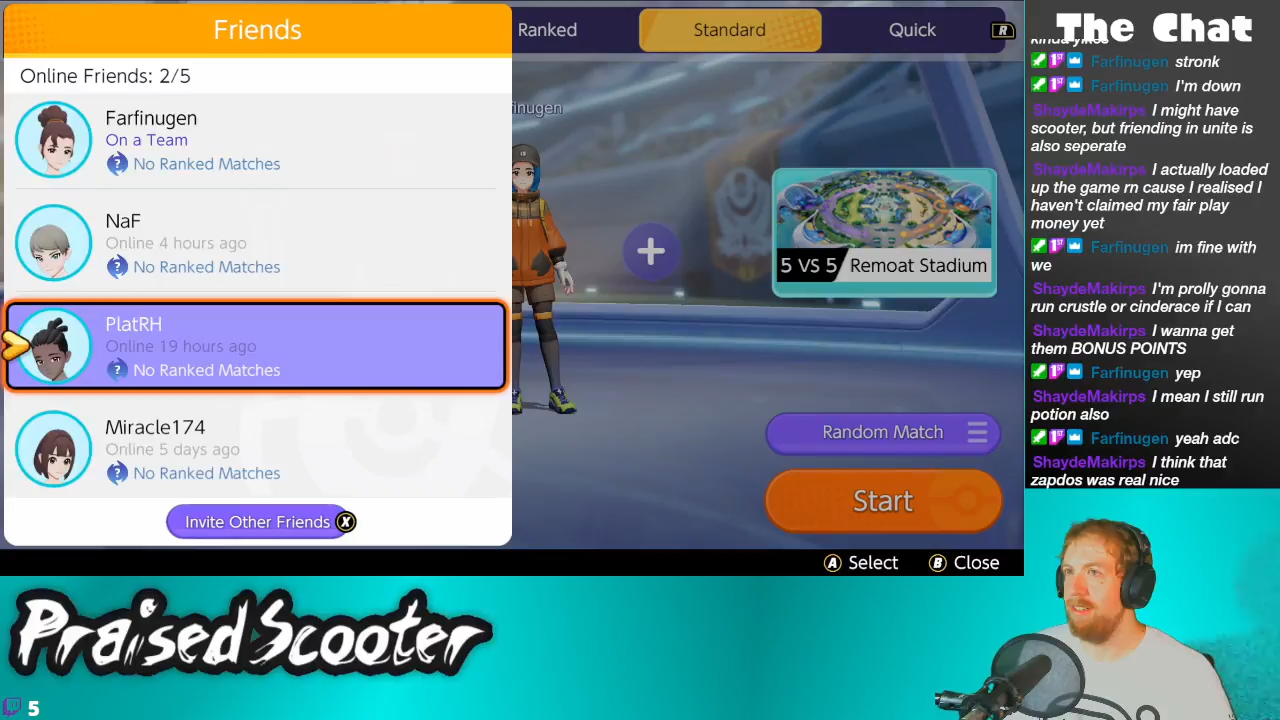 Friends
Online Friends: 2/5
Farfinugen
On a Team
No Ranked Matches
NaF
Online 4 hours ago
No Ranked Matches
PlatRH
Online 19 hours ago
No Ranked Matches
Miracle174
Online 5 days ago
No Ranked Matches
Invite Other Friends X
Ranked
Standard
Quick
R
inugen
5 VS 5 Remoat Stadium
Random Match
Start
A Select
B Close
The Chat
kinda yikes
Farfinugen stronk
Farfinugen I'm down
ShaydeMakirps I might have
scooter, but friending in unite is
also seperate
ShaydeMakirps I actually loaded
up the game rn cause I realised I
haven't claimed my fair play
money yet
Farfinugen im fine with
we
ShaydeMakirps I'm prolly gonna
run crustle or cinderace if I can
ShaydeMakirps I wanna get
them BONUS POINTS
Farfinugen yep
ShaydeMakirps I mean I still run
potion also
Farfinugen yeah adc
ShaydeMakirps I think that
zapdos was real nice
PraisedScooter
5